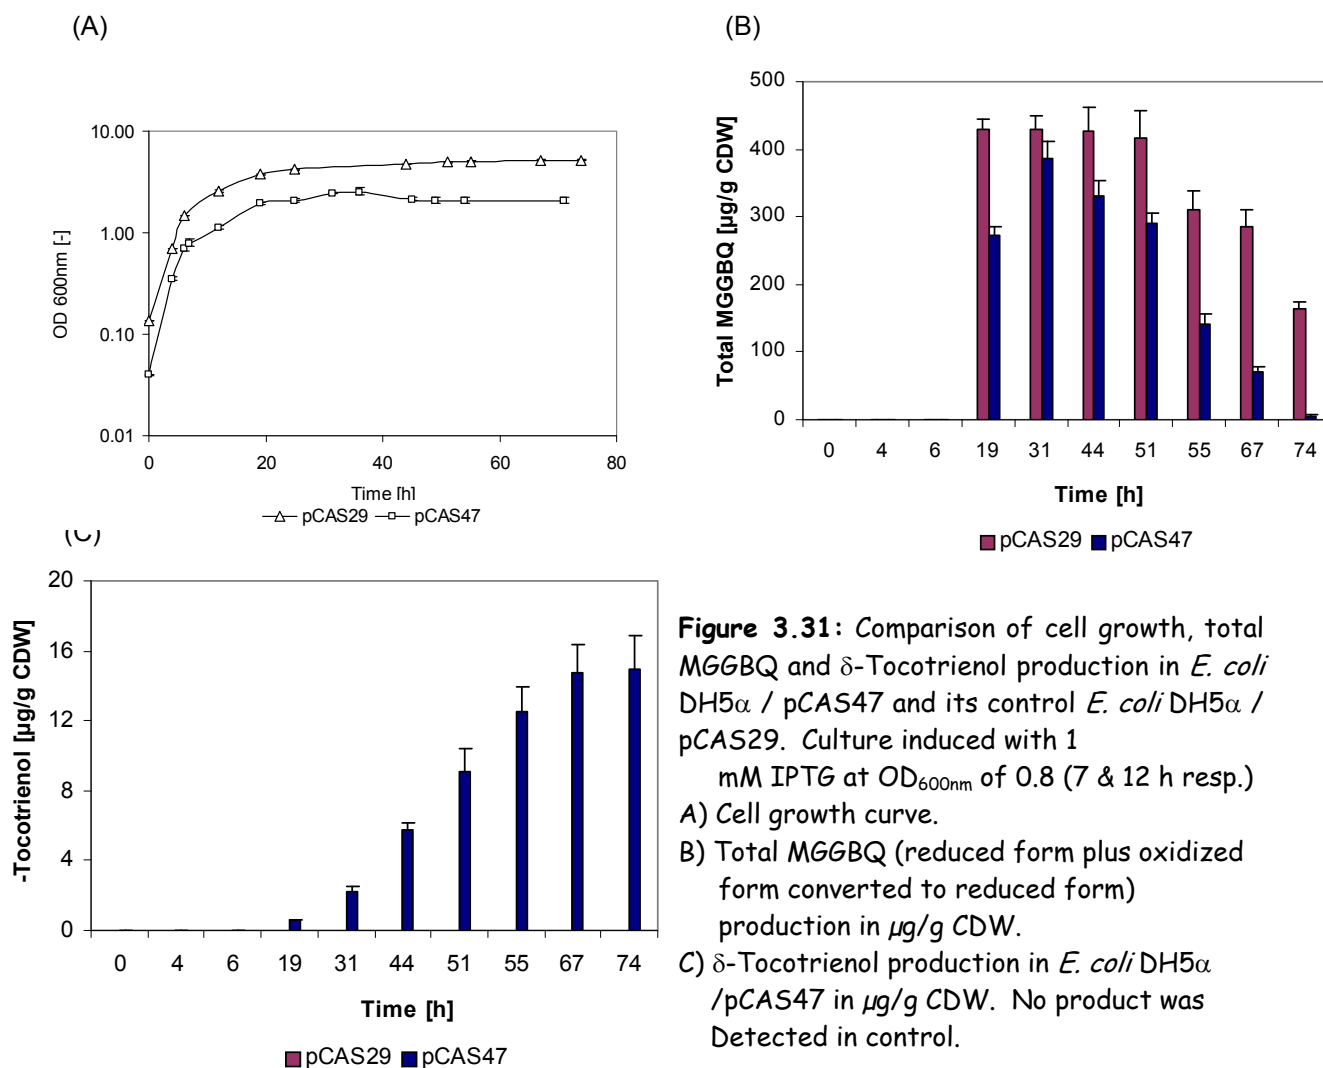 (A)
10.00
1.00
0.10
0.01
OD 600nm [-]
0 20 40 60 80
Time [h]
pCAS29 pCAS47
(B)
500
400
300
200
100
0
Total MGGBQ [µg/g CDW]
0 4 6 19 31 44 51 55 67 74
Time [h]
pCAS29 pCAS47
(C)
20
16
12
8
4
0
-Tocotrienol [µg/g CDW]
0 4 6 19 31 44 51 55 67 74
Time [h]
pCAS29 pCAS47
Figure 3.31: Comparison of cell growth, total
MGGBQ and δ-Tocotrienol production in E. coli
DH5α / pCAS47 and its control E. coli DH5α /
pCAS29. Culture induced with 1
mM IPTG at OD600nm of 0.8 (7 & 12 h resp.)
A) Cell growth curve.
B) Total MGGBQ (reduced form plus oxidized
form converted to reduced form)
production in µg/g CDW.
C) δ-Tocotrienol production in E. coli DH5α
/pCAS47 in µg/g CDW. No product was
Detected in control.